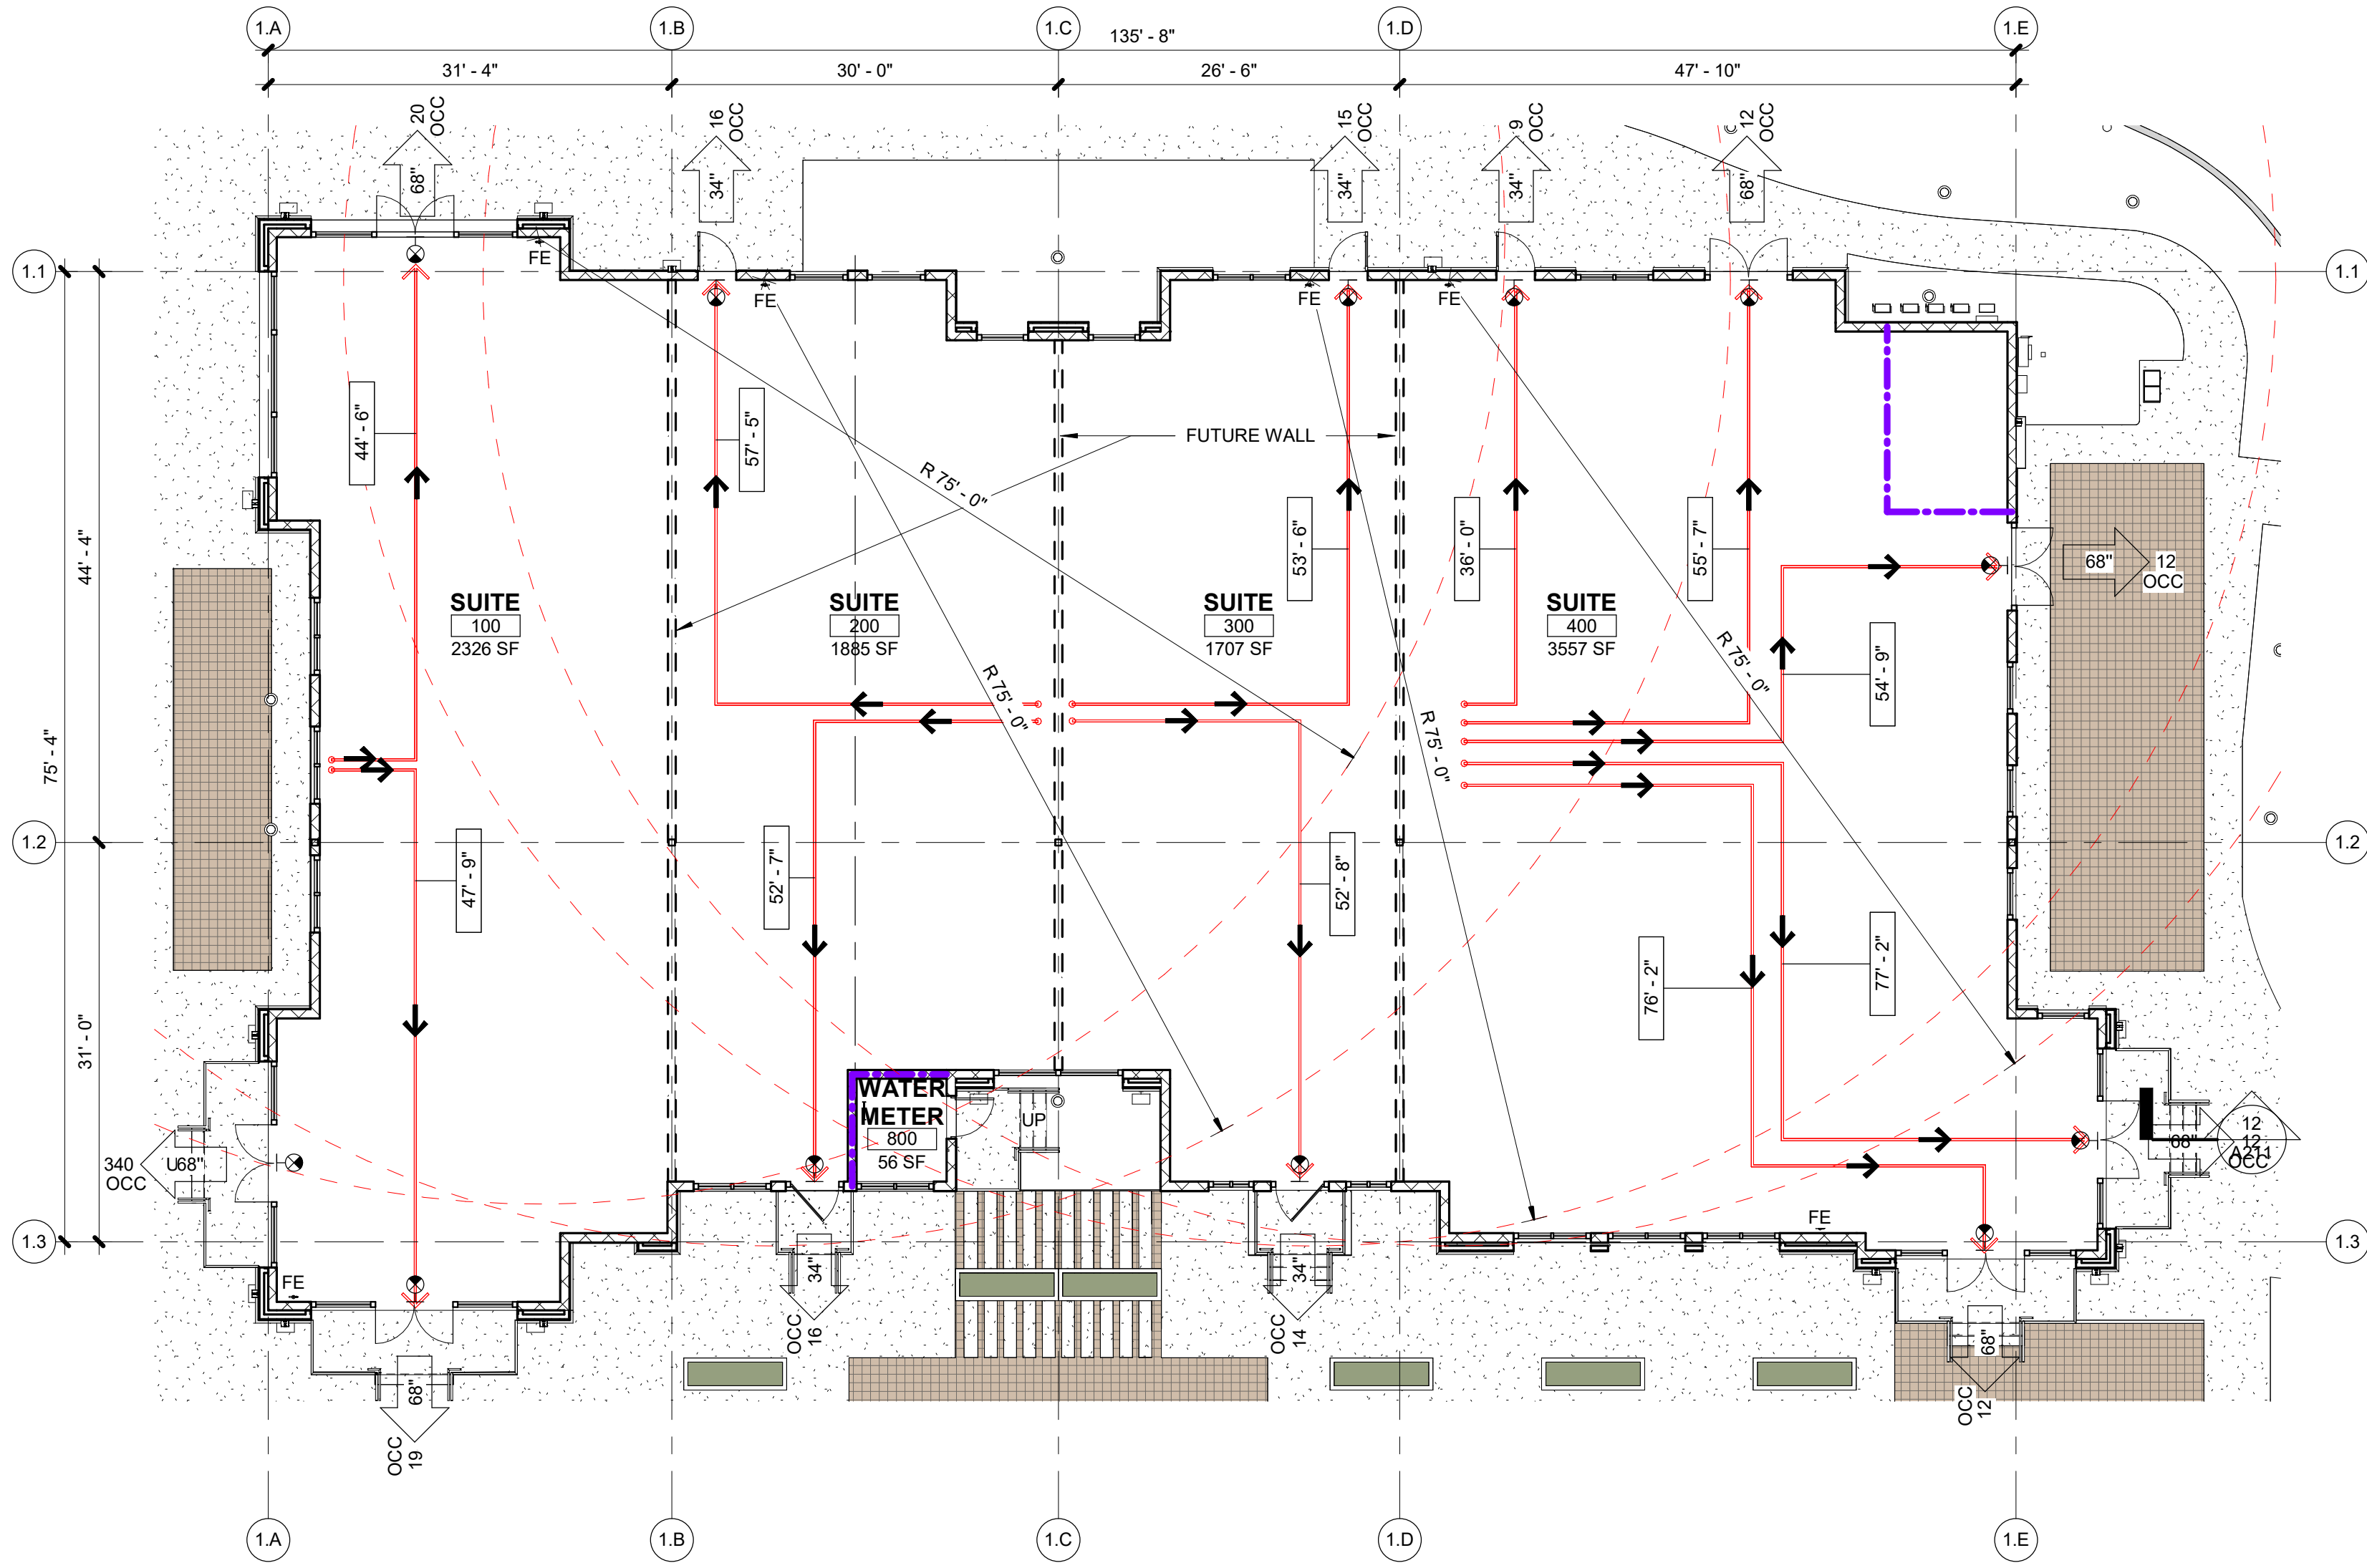 1.A
1.B
1.C
1.D
1.E
135' - 8"
31' - 4"
30' - 0"
26' - 6"
47' - 10"
20
OCC
68"
16
OCC
34"
15
OCC
34"
9
OCC
34"
12
OCC
68"
1.1
1.1
FE
FE
FE
FE
44' - 6"
57' - 5"
FUTURE WALL
R 75' - 0"
53' - 6"
36' - 0"
55' - 7"
44' - 4"
68"
12
OCC
SUITE
100
2326 SF
SUITE
200
1885 SF
SUITE
300
1707 SF
SUITE
400
3557 SF
R 75' - 0"
R 75' - 0"
54' - 9"
R 75' - 0"
75' - 4"
1.2
1.2
47' - 9"
52' - 7"
52' - 8"
76' - 2"
77' - 2"
31' - 0"
WATER
METER
800
56 SF
UP
340
OCC
U68"
68"
12
12
A211
OCC
1.3
1.3
FE
FE
34"
OCC
16
34"
OCC
14
68"
OCC
12
68"
OCC
19
1.A
1.B
1.C
1.D
1.E